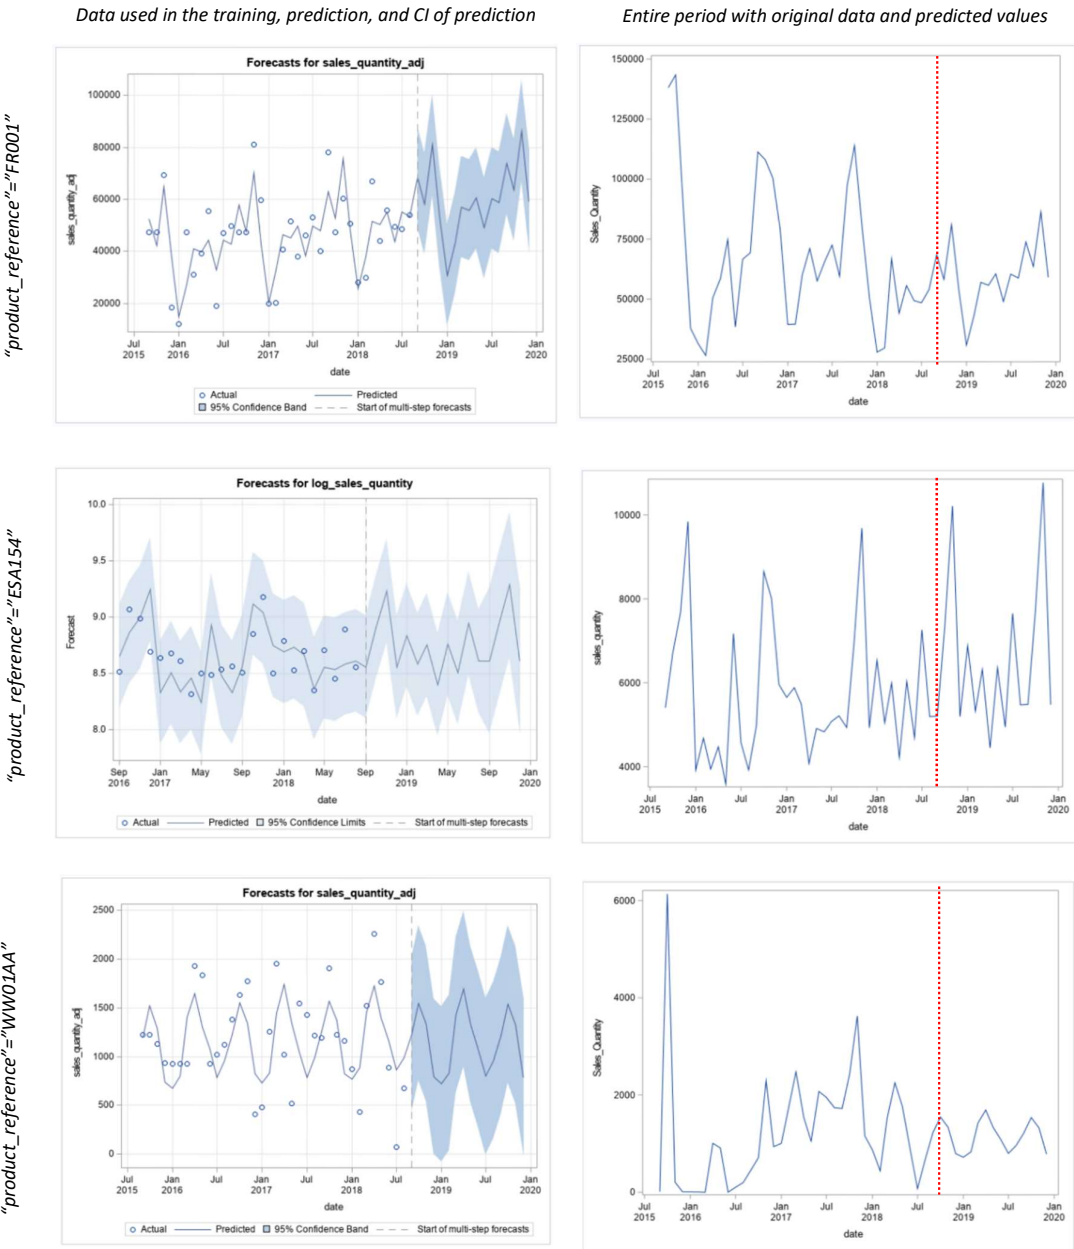 Data used in the training, prediction, and CI of prediction
Entire period with original data and predicted values
“product_reference”=”FR001”
Forecasts for sales_quantity_adj
sales_quantity_adj
100000
80000
60000
40000
20000
Jul 2015
Jan 2016
Jul
Jan 2017
Jul
Jan 2018
Jul
Jan 2019
Jul
Jan 2020
date
Actual
Predicted
95% Confidence Band
Start of multi-step forecasts
Sales_Quantity
150000
125000
100000
75000
50000
25000
Jul 2015
Jan 2016
Jul
Jan 2017
Jul
Jan 2018
Jul
Jan 2019
Jul
Jan 2020
date
“product_reference”=”ESA154”
Forecasts for log_sales_quantity
Forecast
10.0
9.5
9.0
8.5
8.0
Sep 2016
Jan 2017
May
Sep
Jan 2018
May
Sep
Jan 2019
May
Sep
Jan 2020
date
Actual
Predicted
95% Confidence Limits
Start of multi-step forecasts
sales_quantity
10000
8000
6000
4000
Jul 2015
Jan 2016
Jul
Jan 2017
Jul
Jan 2018
Jul
Jan 2019
Jul
Jan 2020
date
“product_reference”=”WW01AA”
Forecasts for sales_quantity_adj
sales_quantity_adj
2500
2000
1500
1000
500
0
Jul 2015
Jan 2016
Jul
Jan 2017
Jul
Jan 2018
Jul
Jan 2019
Jul
Jan 2020
date
Actual
Predicted
95% Confidence Band
Start of multi-step forecasts
Sales_Quantity
6000
4000
2000
0
Jul 2015
Jan 2016
Jul
Jan 2017
Jul
Jan 2018
Jul
Jan 2019
Jul
Jan 2020
date